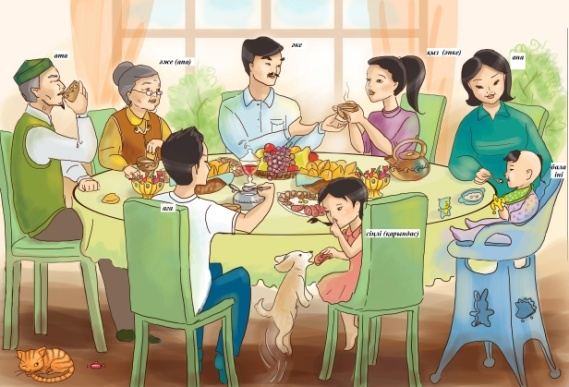 ата
әже (апа)
әке
қыз (әпке)
ана
бала
іні
аға
сіңлі (қарындас)